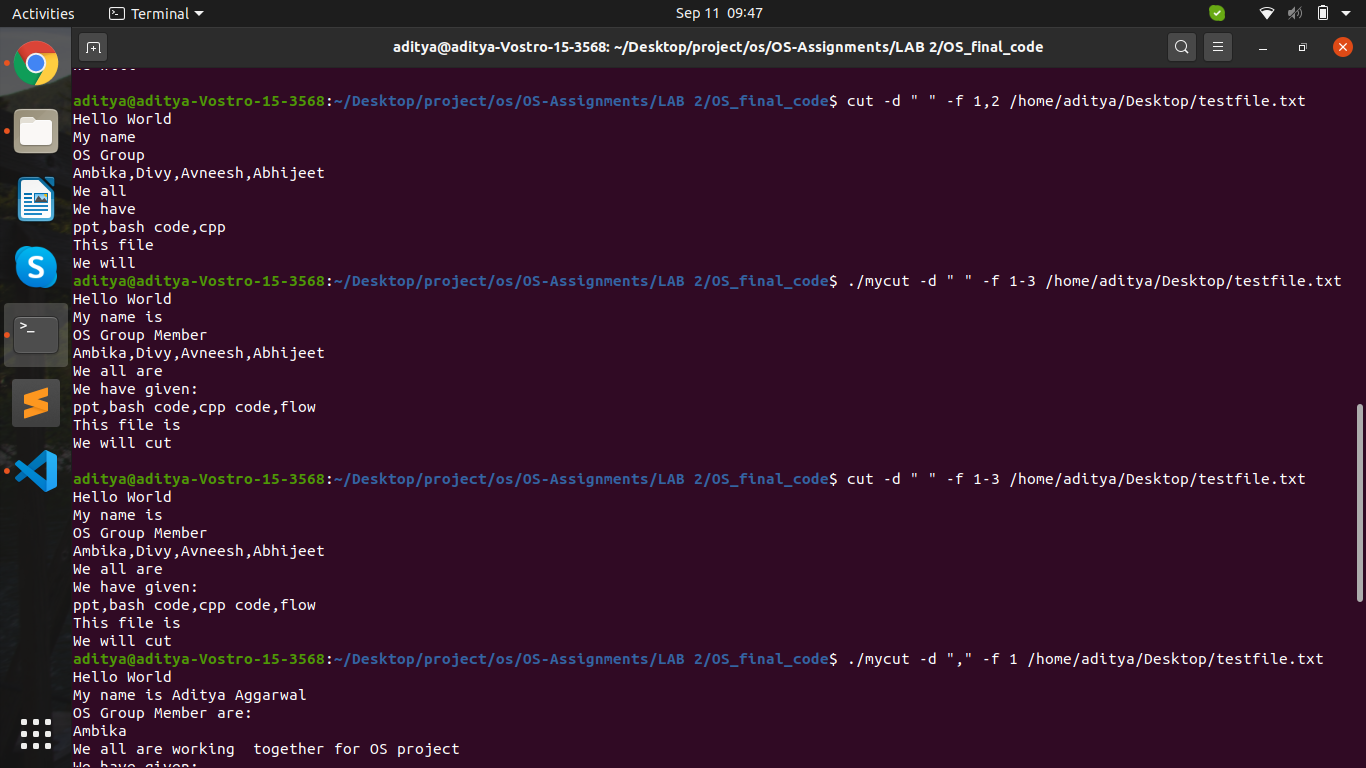 Activities
Terminal
Sep 11 09:47
aditya@aditya-Vostro-15-3568: ~/Desktop/project/os/OS-Assignments/LAB 2/OS_final_code
We will
aditya@aditya-Vostro-15-3568:~/Desktop/project/os/OS-Assignments/LAB 2/OS_final_code$ cut -d " " -f 1,2 /home/aditya/Desktop/testfile.txt
Hello World
My name
OS Group
Ambika,Divy,Avneesh,Abhijeet
We all
We have
ppt,bash code,cpp
This file
We will
aditya@aditya-Vostro-15-3568:~/Desktop/project/os/OS-Assignments/LAB 2/OS_final_code$ ./mycut -d " " -f 1-3 /home/aditya/Desktop/testfile.txt
Hello World
My name is
OS Group Member
Ambika,Divy,Avneesh,Abhijeet
We all are
We have given:
ppt,bash code,cpp code,flow
This file is
We will cut
aditya@aditya-Vostro-15-3568:~/Desktop/project/os/OS-Assignments/LAB 2/OS_final_code$ cut -d " " -f 1-3 /home/aditya/Desktop/testfile.txt
Hello World
My name is
OS Group Member
Ambika,Divy,Avneesh,Abhijeet
We all are
We have given:
ppt,bash code,cpp code,flow
This file is
We will cut
aditya@aditya-Vostro-15-3568:~/Desktop/project/os/OS-Assignments/LAB 2/OS_final_code$ ./mycut -d "," -f 1 /home/aditya/Desktop/testfile.txt
Hello World
My name is Aditya Aggarwal
OS Group Member are:
Ambika
We all are working  together for OS project
We have given: